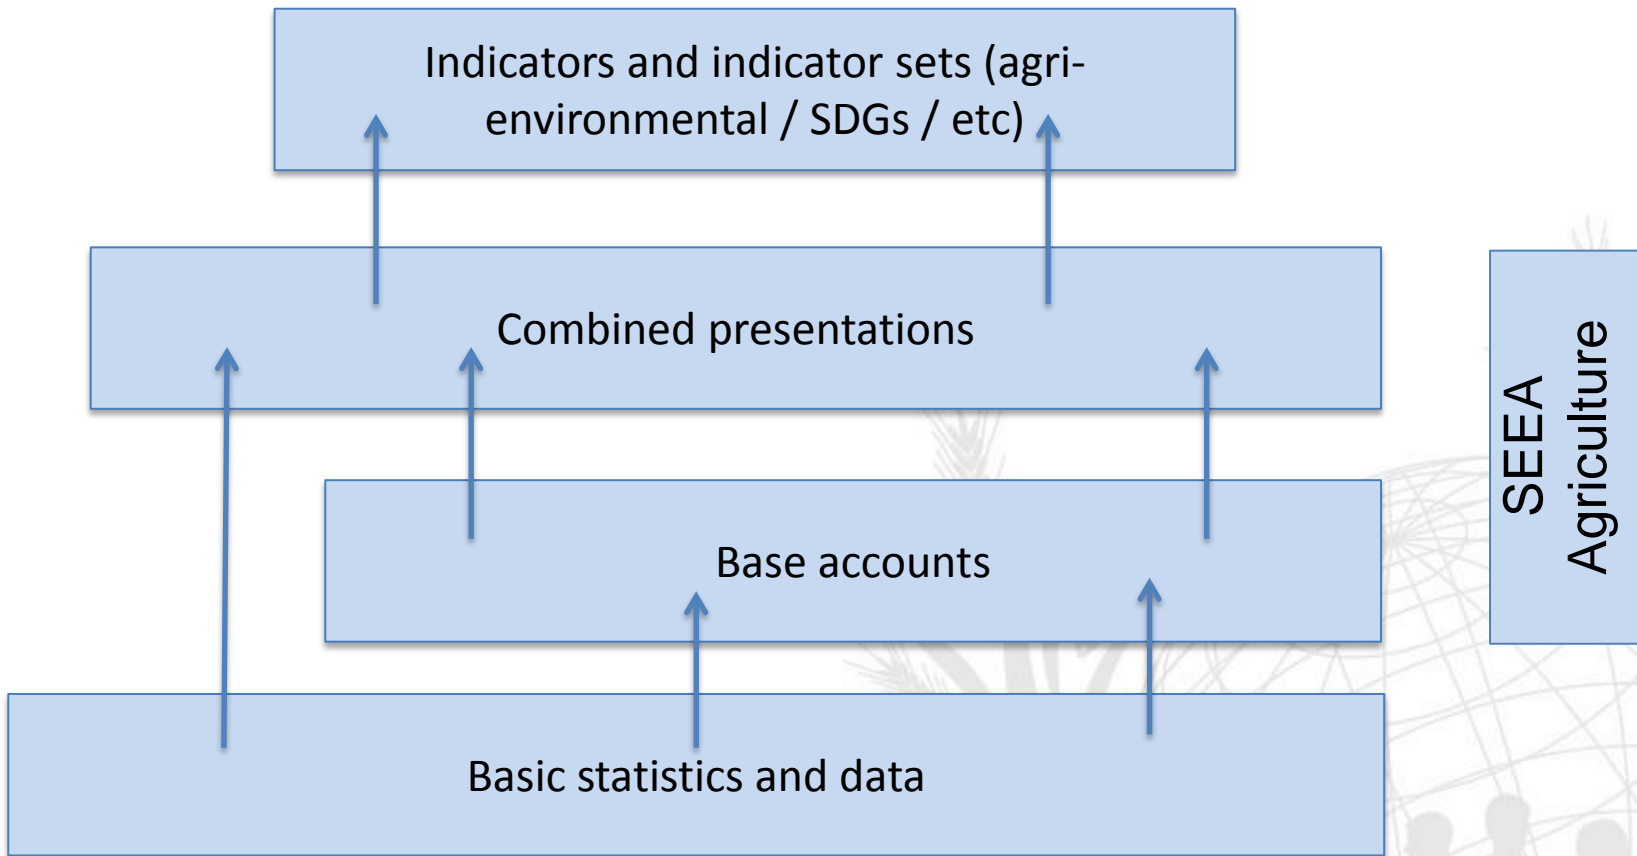 Indicators and indicator sets (agri-
environmental / SDGs / etc)
Combined presentations
SEEA
Agriculture
Base accounts
Basic statistics and data